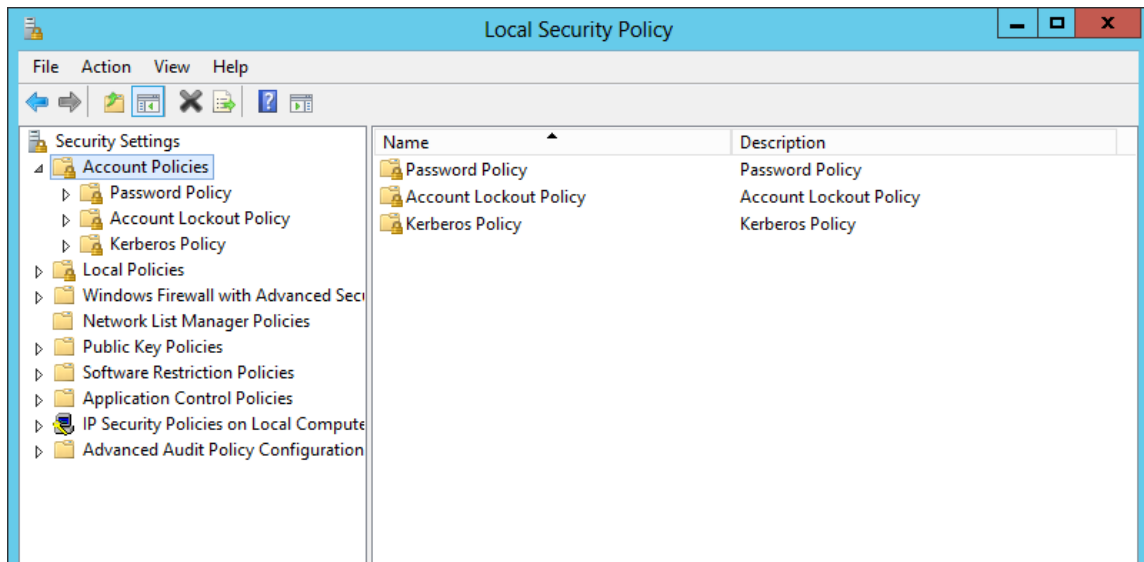 Local Security Policy
File Action View Help
Security Settings
Account Policies
Password Policy
Account Lockout Policy
Kerberos Policy
Local Policies
Windows Firewall with Advanced Secu
Network List Manager Policies
Public Key Policies
Software Restriction Policies
Application Control Policies
IP Security Policies on Local Compute
Advanced Audit Policy Configuration
Name Description
Password Policy Password Policy
Account Lockout Policy Account Lockout Policy
Kerberos Policy Kerberos Policy